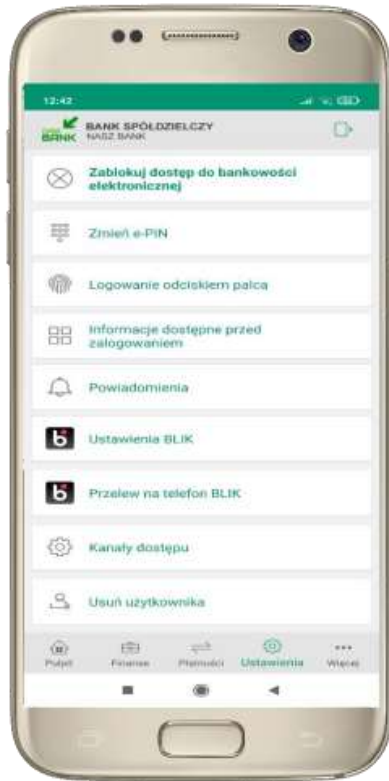 12:42
BANK SPÓŁDZIELCZY
BANK
NASZ BANK
Zablokuj dostęp do bankowości
elektronicznej
Zmień e-PIN
Logowanie odciskiem palca
Informacje dostępne przed
zalogowaniem
Powiadomienia
Ustawienia BLIK
Przelew na telefon BLIK
Kanały dostępu
Usuń użytkownika
Pulpit Finanse Płatności Ustawienia Więcej